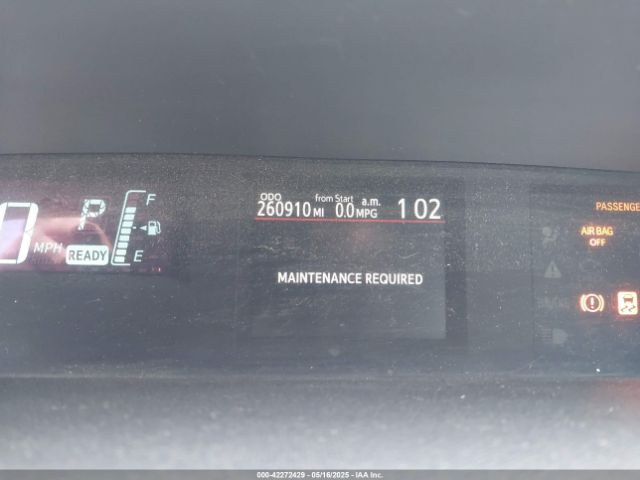 0 MPH P READY F E
ODO from Start a.m.
260910 MI 0.0 MPG 1 02
MAINTENANCE REQUIRED
PASSENGE
AIR BAG
OFF
000-42272429 - 05/16/2025 - IAA Inc.